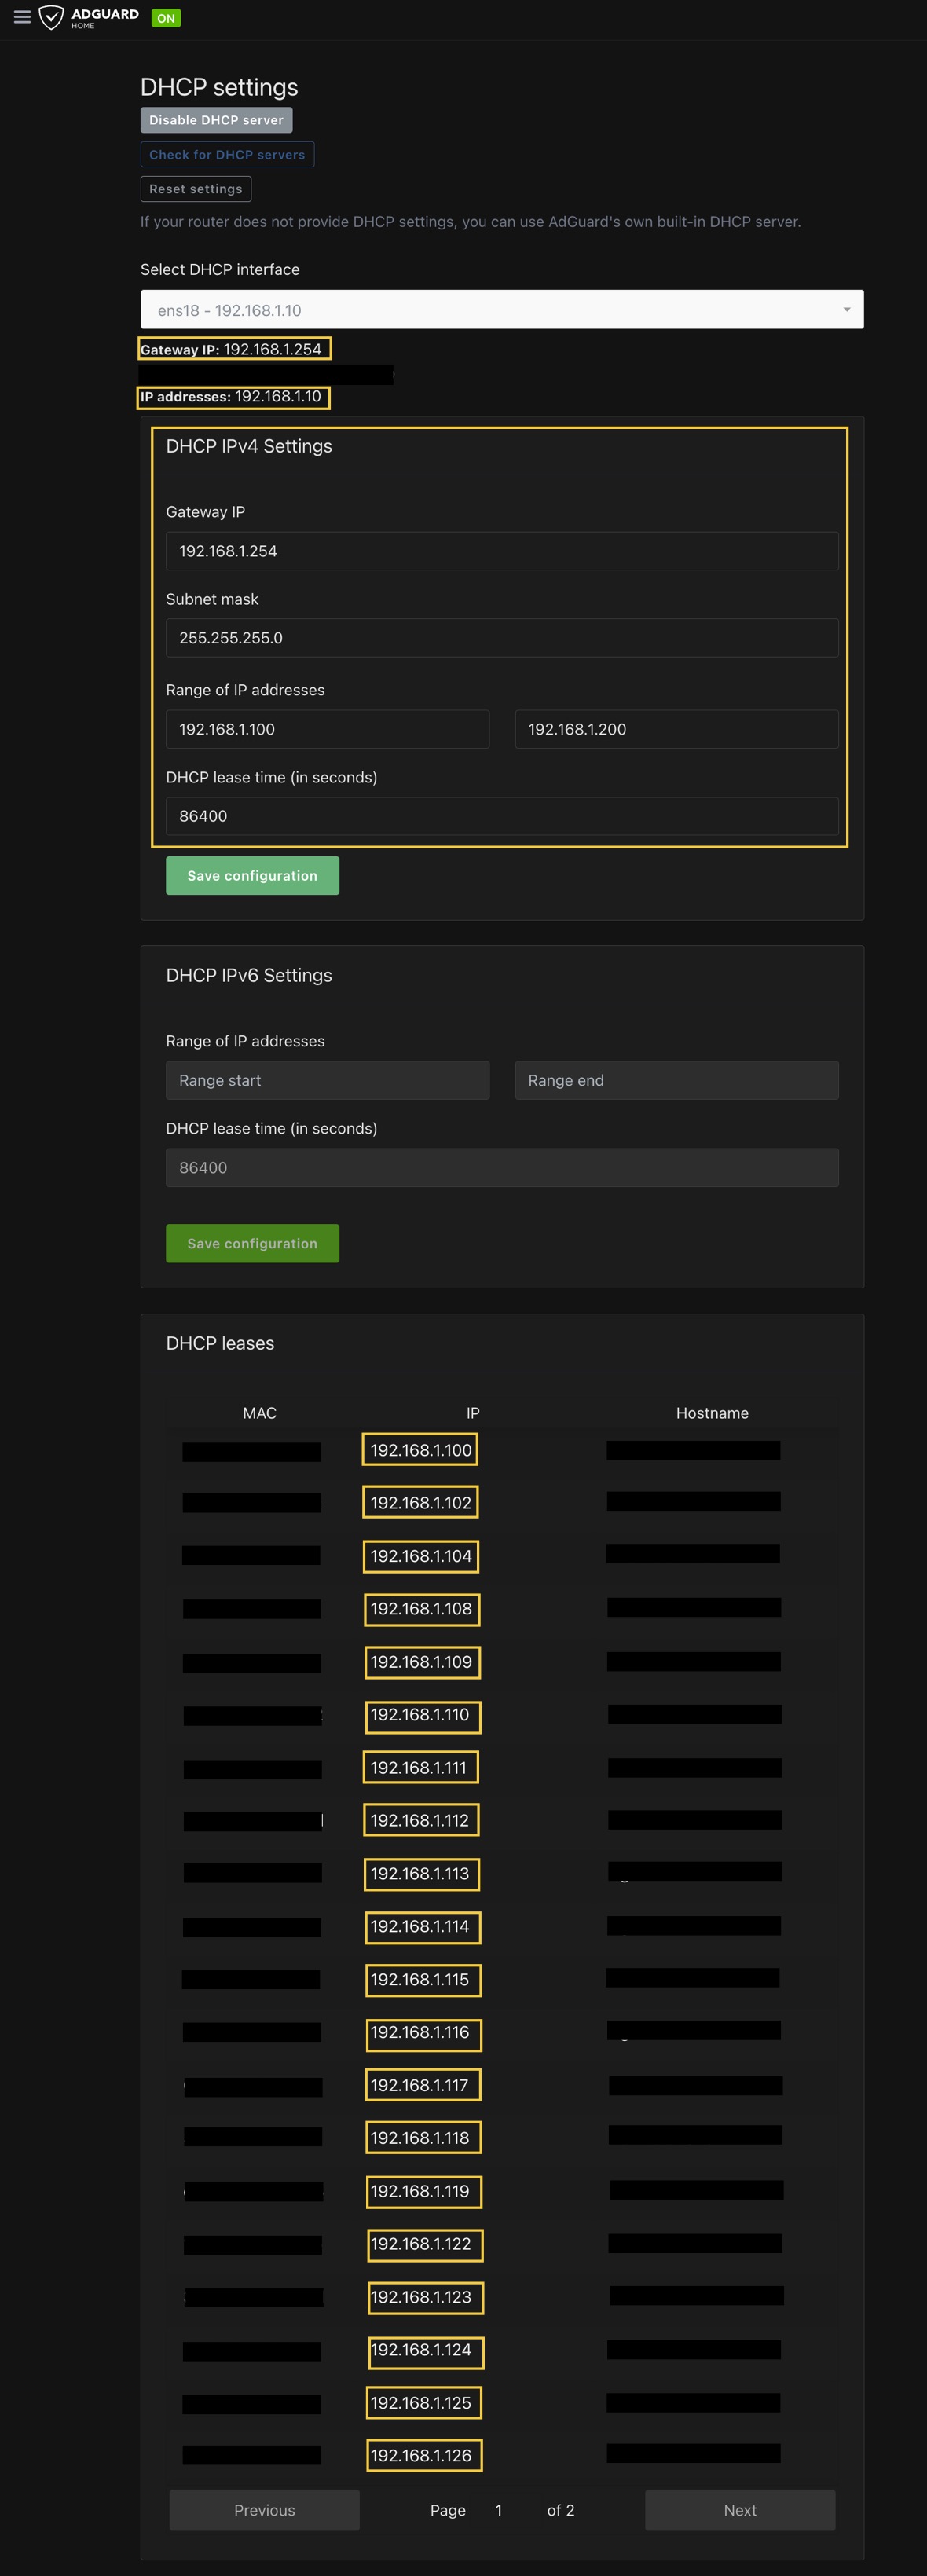 ADGUARD
HOME
ON
DHCP settings
Disable DHCP server
Check for DHCP servers
Reset settings
If your router does not provide DHCP settings, you can use AdGuard's own built-in DHCP server.
Select DHCP interface
ens18 - 192.168.1.10
Gateway IP: 192.168.1.254
IP addresses: 192.168.1.10
DHCP IPv4 Settings
Gateway IP
192.168.1.254
Subnet mask
255.255.255.0
Range of IP addresses
192.168.1.100 192.168.1.200
DHCP lease time (in seconds)
86400
Save configuration
DHCP IPv6 Settings
Range of IP addresses
Range start Range end
DHCP lease time (in seconds)
86400
Save configuration
DHCP leases
MAC IP Hostname
192.168.1.100
192.168.1.102
192.168.1.104
192.168.1.108
192.168.1.109
192.168.1.110
192.168.1.111
192.168.1.112
192.168.1.113
192.168.1.114
192.168.1.115
192.168.1.116
192.168.1.117
192.168.1.118
192.168.1.119
192.168.1.122
192.168.1.123
192.168.1.124
192.168.1.125
192.168.1.126
Previous Page 1 of 2 Next